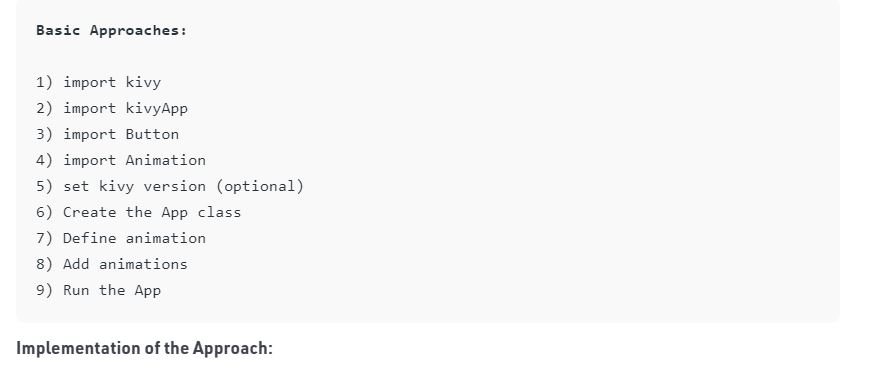 Basic Approaches:
1) import kivy
2) import kivyApp
3) import Button
4) import Animation
5) set kivy version (optional)
6) Create the App class
7) Define animation
8) Add animations
9) Run the App
Implementation of the Approach: